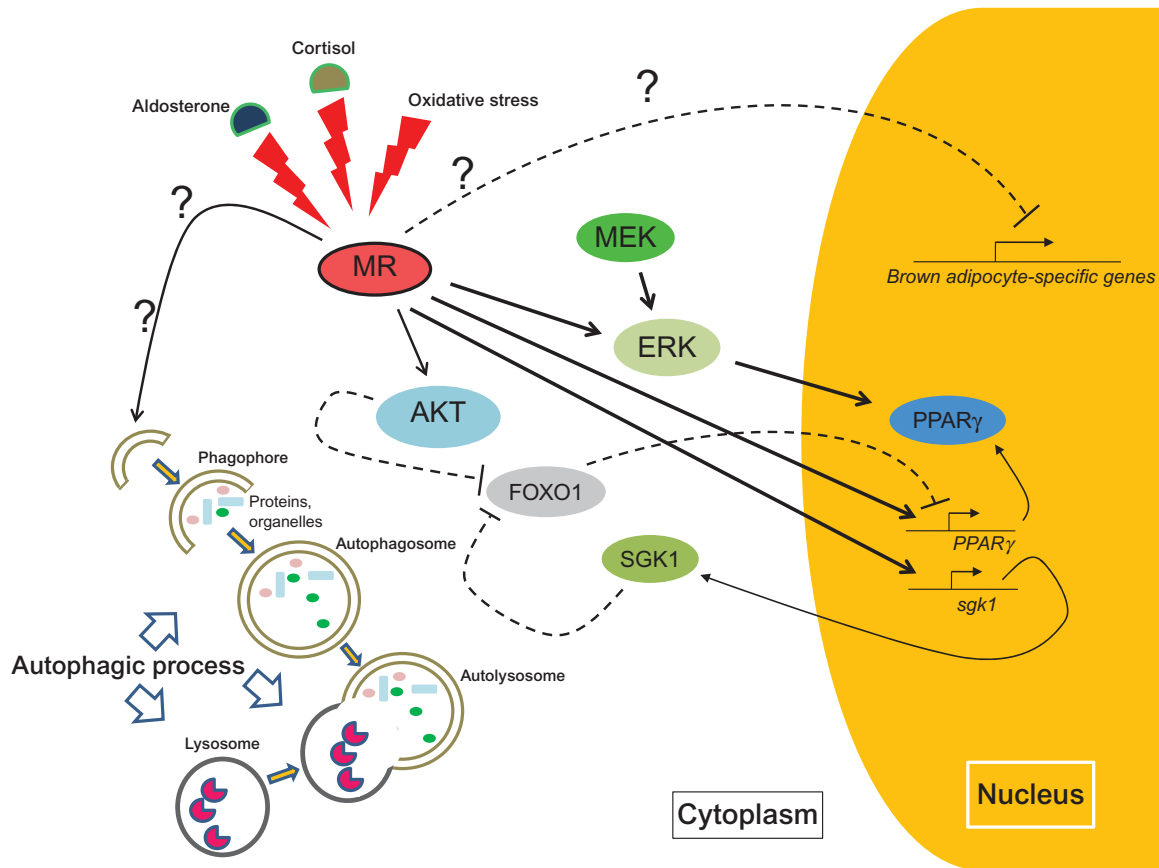 Cortisol
Aldosterone
Oxidative stress
?
?
?
?
MR
MEK
ERK
AKT
FOXO1
SGK1
PPARγ
Brown adipocyte-specific genes
PPARγ
sgk1
Phagophore
Proteins,
organelles
Autophagosome
Autophagic process
Autolysosome
Lysosome
Cytoplasm
Nucleus